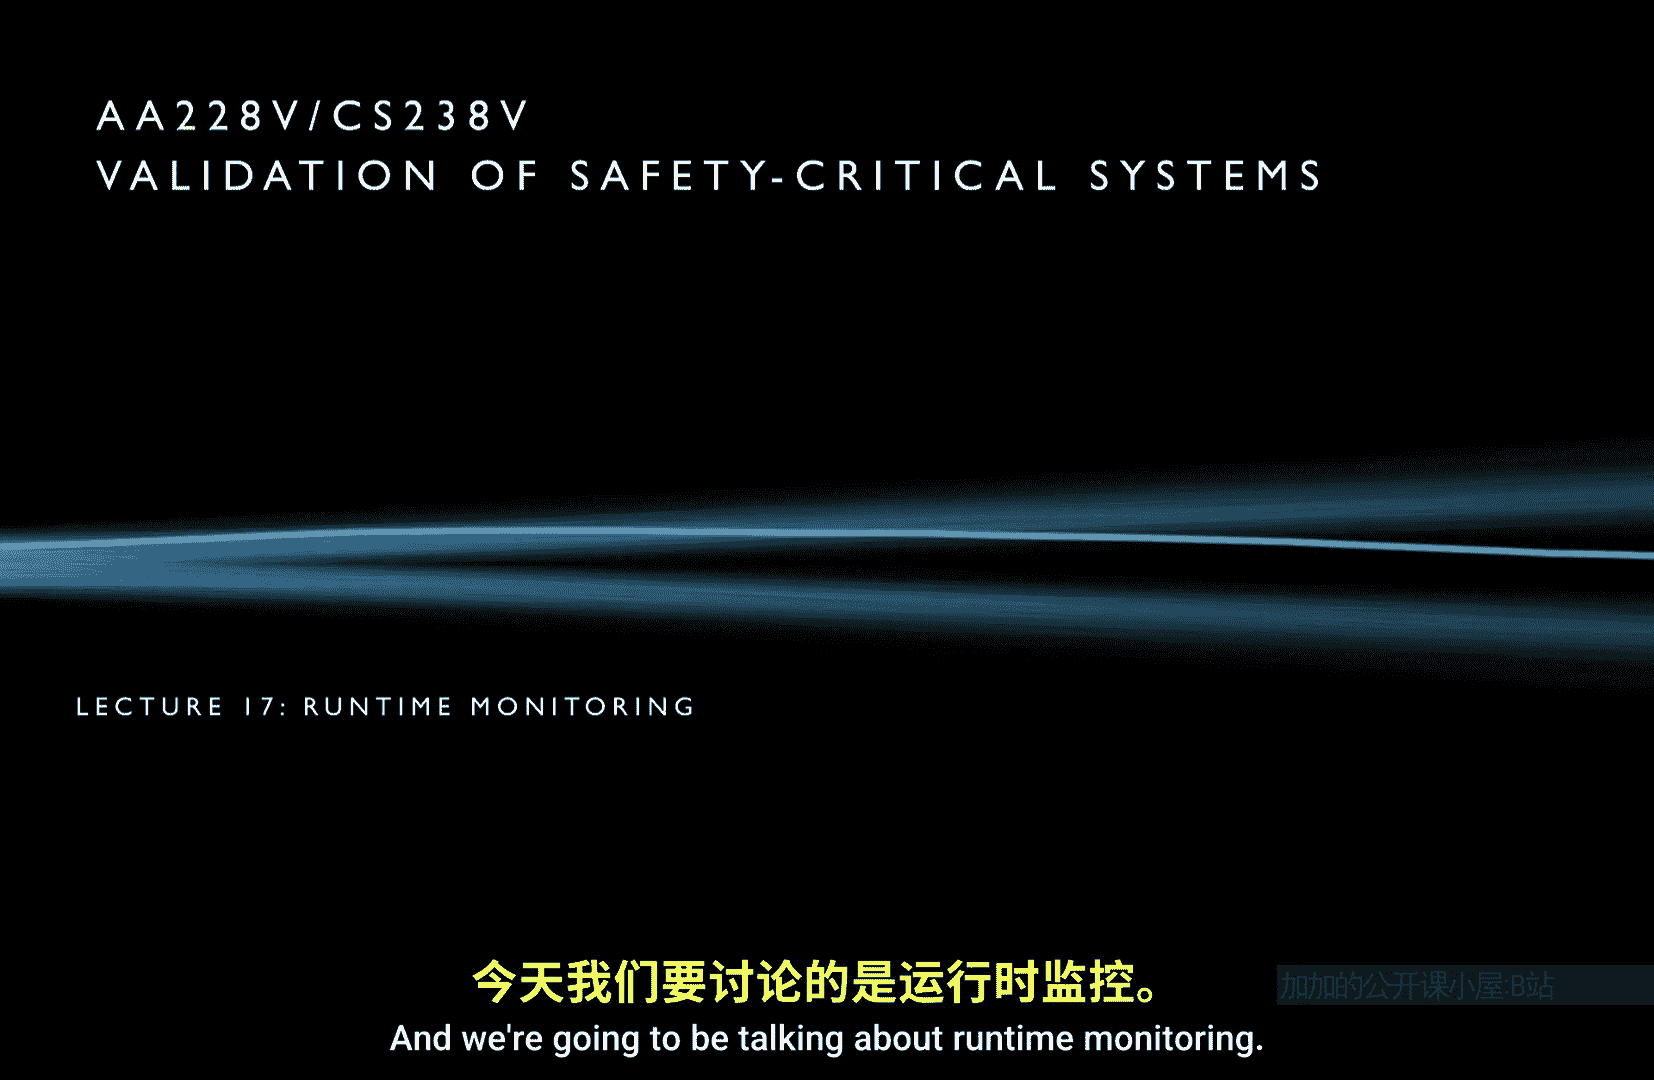 AA228V/CS238V
VALIDATION OF SAFETY-CRITICAL SYSTEMS
LECTURE 17: RUNTIME MONITORING
今天我们要讨论的是运行时监控。
加加的公开课小屋:B站
And we're going to be talking about runtime monitoring.